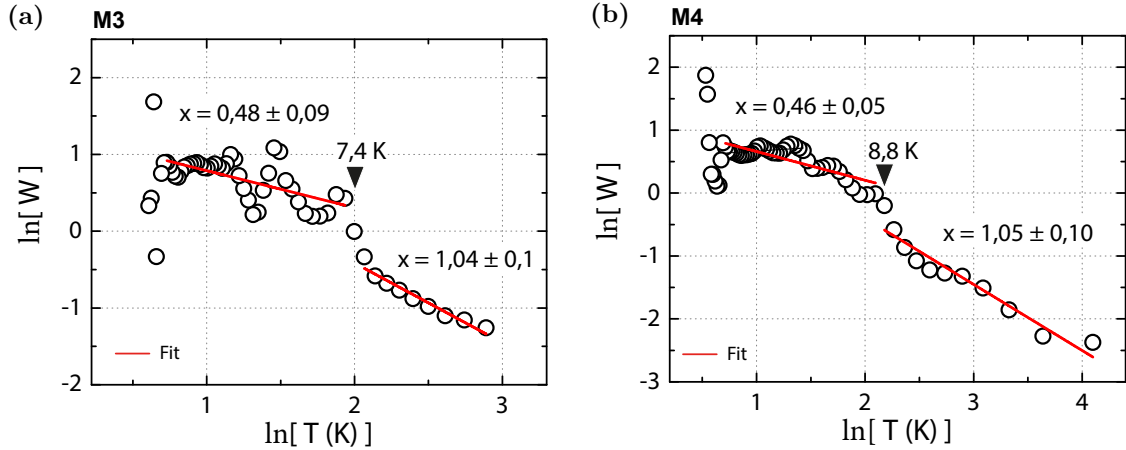 (a) M3
2
1
0
-1
-2
1 2 3
ln[ W ]
ln[ T (K) ]
x = 0,48 ± 0,09
7,4 K
x = 1,04 ± 0,1
Fit
(b) M4
2
1
0
-1
-2
-3
1 2 3 4
ln[ W ]
ln[ T (K) ]
x = 0,46 ± 0,05
8,8 K
x = 1,05 ± 0,10
Fit